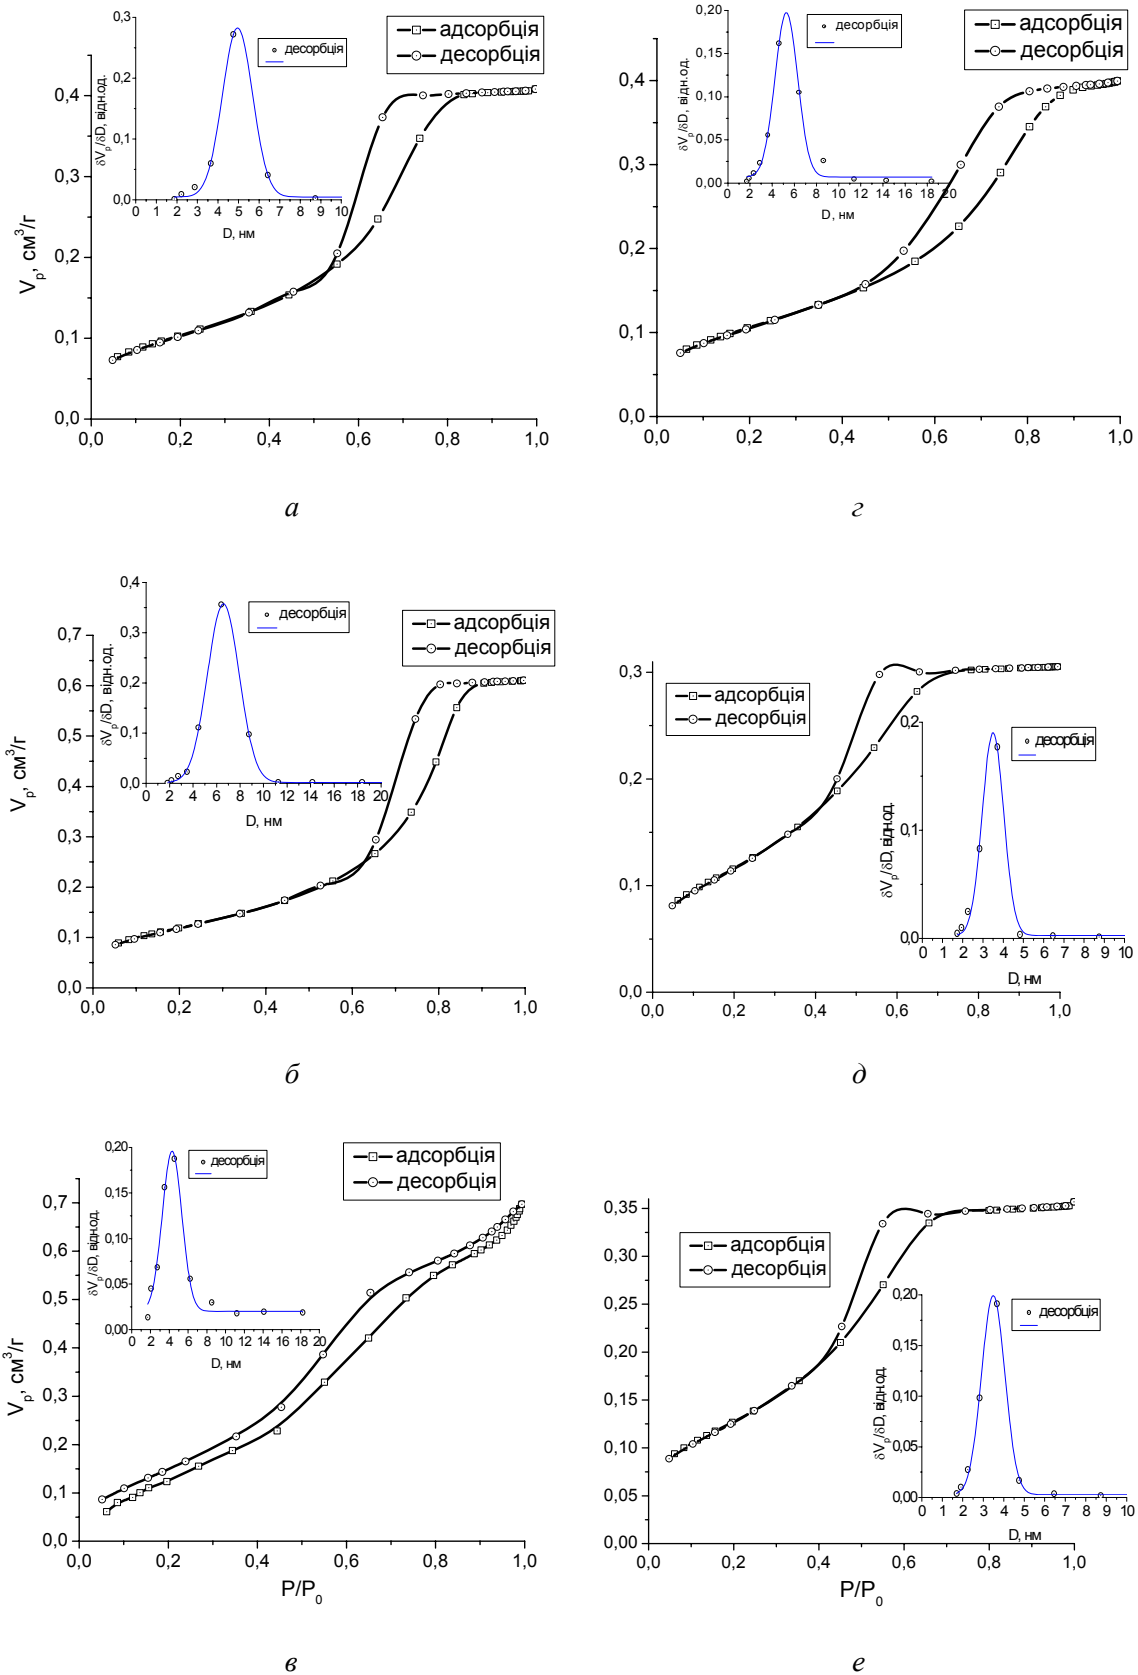 0,3
0,2
0,1
0,0
δVₚ/δD, відн.од.
0 1 2 3 4 5 6 7 8 9 10
D, нм
десорбція
адсорбція
десорбція
0,4
0,3
0,2
0,1
0,0
Vₚ, см³/г
0,0 0,2 0,4 0,6 0,8 1,0
а
0,20
0,15
0,10
0,05
0,00
δVₚ/δD, відн.од.
0 2 4 6 8 10 12 14 16 18 20
D, нм
десорбція
адсорбція
десорбція
0,4
0,3
0,2
0,1
0,0
0,0 0,2 0,4 0,6 0,8 1,0
г
0,4
0,3
0,2
0,1
0,0
δVₚ/δD, відн.од.
0 2 4 6 8 10 12 14 16 18 20
D, нм
десорбція
адсорбція
десорбція
0,7
0,6
0,5
0,4
0,3
0,2
0,1
0,0
Vₚ, см³/г
0,0 0,2 0,4 0,6 0,8 1,0
б
адсорбція
десорбція
0,3
0,2
0,1
0,0
0,0 0,2 0,4 0,6 0,8 1,0
0,2
0,1
0,0
δVₚ/δD, відн.од.
0 1 2 3 4 5 6 7 8 9 10
D, нм
десорбція
д
0,20
0,15
0,10
0,05
0,00
δVₚ/δD, відн.од.
0 2 4 6 8 10 12 14 16 18 20
D, нм
десорбція
адсорбція
десорбція
0,7
0,6
0,5
0,4
0,3
0,2
0,1
0,0
Vₚ, см³/г
0,0 0,2 0,4 0,6 0,8 1,0
P/P₀
в
адсорбція
десорбція
0,35
0,30
0,25
0,20
0,15
0,10
0,05
0,00
0,0 0,2 0,4 0,6 0,8 1,0
P/P₀
0,20
0,15
0,10
0,05
0,00
δVₚ/δD, відн.од.
0 1 2 3 4 5 6 7 8 9 10
D, нм
десорбція
е